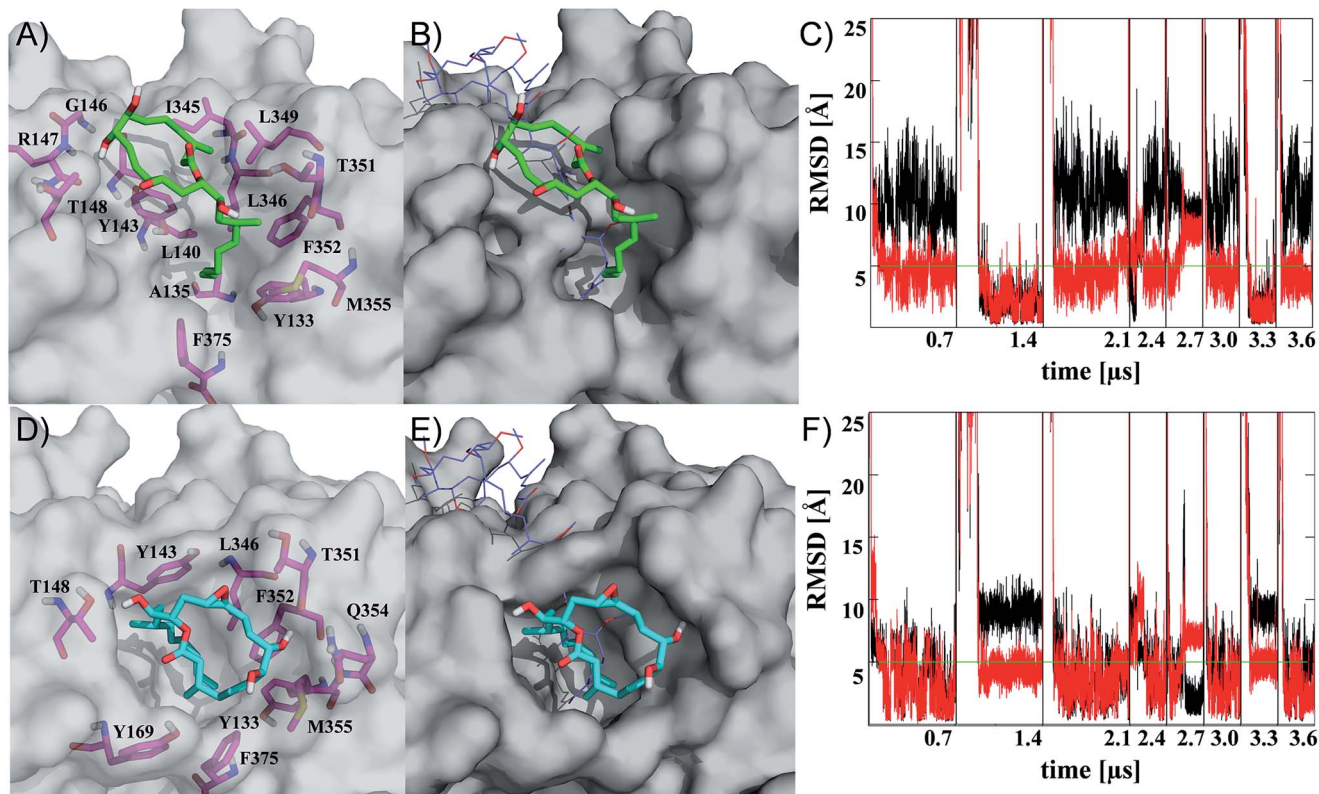 A)
G146
I345
L349
R147
T351
T148
L346
Y143
L140
F352
A135
M355
Y133
F375
B)
C)
RMSD [Å]
25
20
15
10
5
0.7
1.4
2.1
2.4
2.7
3.0
3.3
3.6
time [µs]
D)
Y143
L346
T351
T148
F352
Q354
Y133
M355
Y169
F375
E)
F)
RMSD [Å]
25
20
15
10
5
0.7
1.4
2.1
2.4
2.7
3.0
3.3
3.6
time [µs]